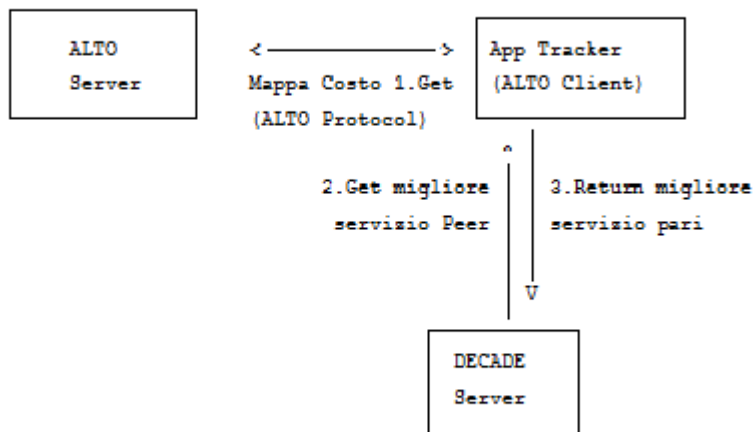 ALTO
Server
Mappa Costo 1.Get
(ALTO Protocol)
App Tracker
(ALTO Client)
2.Get migliore
servizio Peer
3.Return migliore
servizio pari
V
DECADE
Server